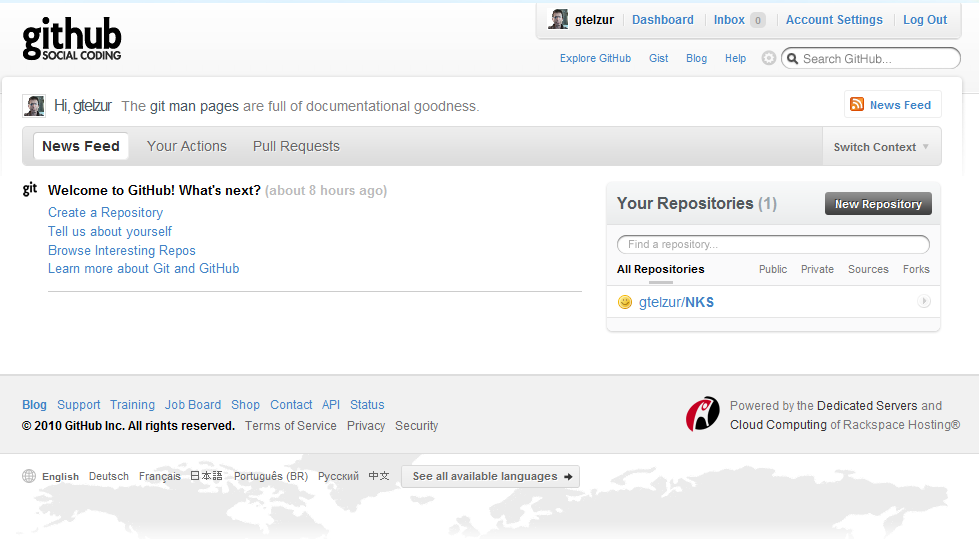 github
SOCIAL CODING
gtelzur Dashboard Inbox 0 Account Settings Log Out
Explore GitHub Gist Blog Help Search GitHub...
Hi, gtelzur The git man pages are full of documentational goodness.
News Feed
News Feed Your Actions Pull Requests Switch Context
git Welcome to GitHub! What's next? (about 8 hours ago)
Create a Repository
Tell us about yourself
Browse Interesting Repos
Learn more about Git and GitHub
Your Repositories (1) New Repository
Find a repository...
All Repositories Public Private Sources Forks
gtelzur/NKS
Blog Support Training Job Board Shop Contact API Status
© 2010 GitHub Inc. All rights reserved. Terms of Service Privacy Security
Powered by the Dedicated Servers and
Cloud Computing of Rackspace Hosting®
English Deutsch Français 日本語 Português (BR) Русский 中文 See all available languages